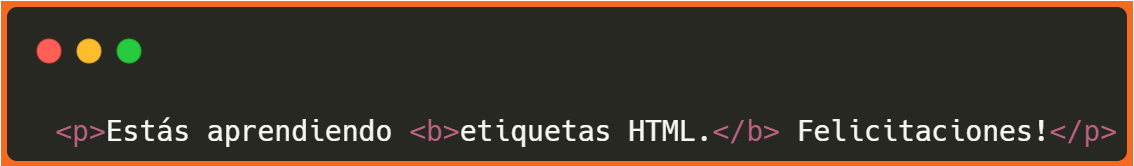 <p>Estás aprendiendo <b>etiquetas HTML.</b> Felicitaciones!</p>